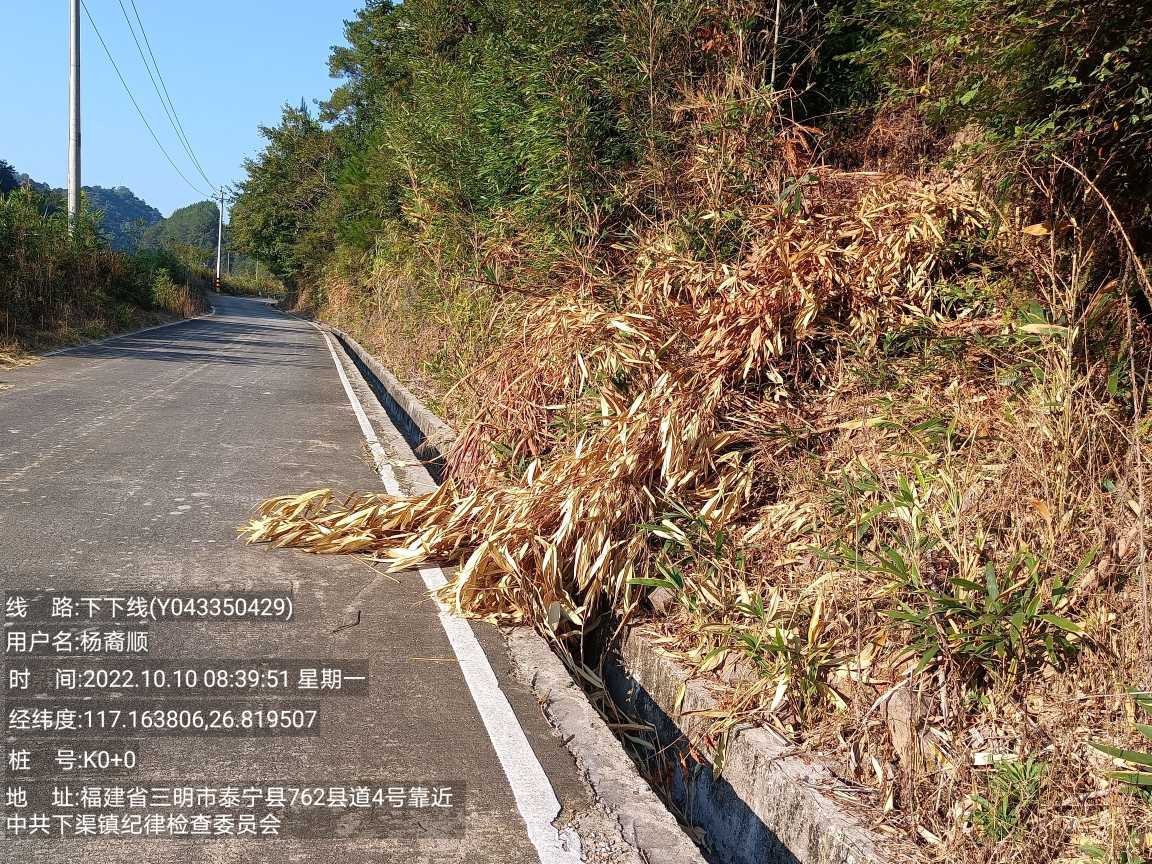 线 路:下下线(Y043350429)
用户名:杨裔顺
时 间:2022.10.10 08:39:51 星期一
经纬度:117.163806,26.819507
桩 号:K0+0
地 址:福建省三明市泰宁县762县道4号靠近
中共下渠镇纪律检查委员会